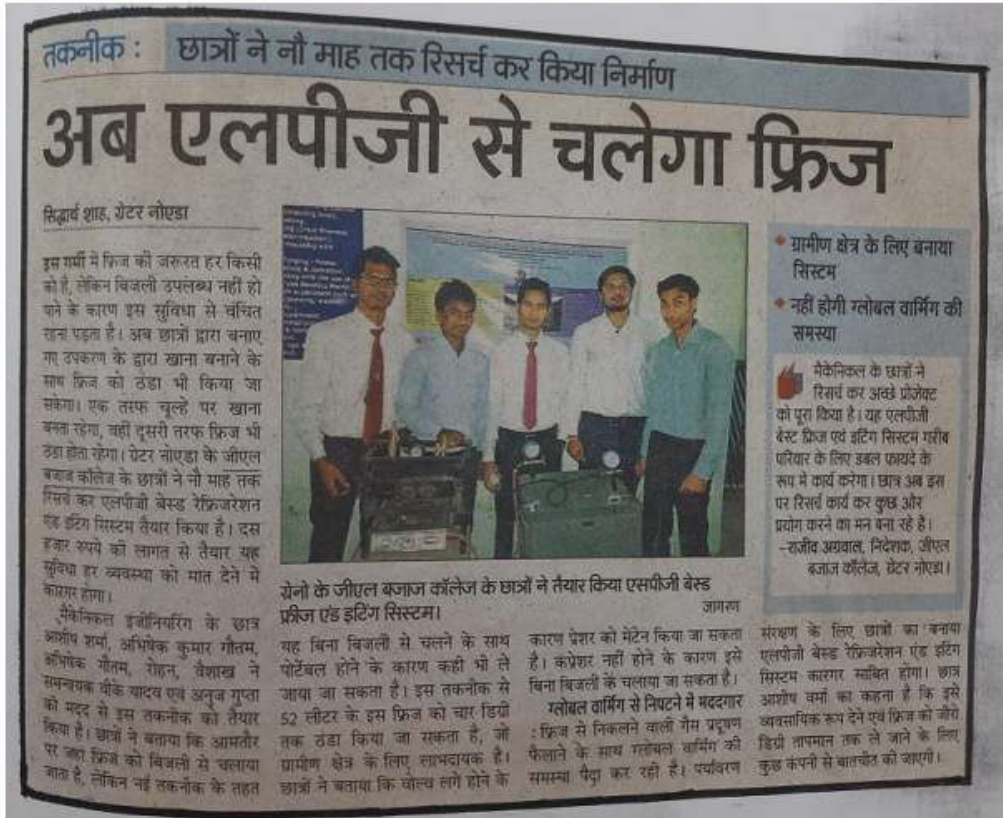 तकनीक : छात्रों ने नौ माह तक रिसर्च कर किया निर्माण
अब एलपीजी से चलेगा फ्रिज
सिद्धार्थ शाह, ग्रेटर नोएडा
इस गर्मी में फ्रिज की जरुरत हर किसी
को है, लेकिन बिजली उपलब्ध नहीं हो
पाने के कारण इस सुविधा से वंचित
रहना पड़ता है। अब छात्रों द्वारा बनाए
गए उपकरण के द्वारा खाना बनाने के
साथ फ्रिज को ठंडा भी किया जा
सकेगा। एक तरफ चूल्हे पर खाना
बनता रहेगा, वहीं दूसरी तरफ फ्रिज भी
ठंडा होता रहेगा। ग्रेटर नोएडा के जीएल
बजाज कॉलेज के छात्रों ने नौ माह तक
रिसर्च कर एलपीजी बेस्ड रेफ्रिजरेशन
एंड इटिंग सिस्टम तैयार किया है। दस
हजार रुपये की लागत से तैयार यह
सुविधा हर व्यवस्था को मात देने में
कारगर होगा।
मैकेनिकल इंजीनियरिंग के छात्र
आशीष शर्मा, अभिषेक कुमार गौतम,
अभिषेक गौतम, रोहन, वैशाख ने
समन्वयक वीके यादव एवं अनुज गुप्ता
की मदद से इस तकनीक को तैयार
किया है। छात्रों ने बताया कि आमतौर
पर जहां फ्रिज को बिजली से चलाया
जाता है, लेकिन नई तकनीक के तहत
ग्रेनो के जीएल बजाज कॉलेज के छात्रों ने तैयार किया एसपीजी बेस्ड
फ्रीज एंड इटिंग सिस्टम।
जागरण
यह बिना बिजली से चलने के साथ
पोर्टेबल होने के कारण कही भी ले
जाया जा सकता है। इस तकनीक से
52 लीटर के इस फ्रिज को चार डिग्री
तक ठंडा किया जा सकता है, जो
ग्रामीण क्षेत्र के लिए लाभदायक है।
छात्रों ने बताया कि वॉल्व लगे होने के
कारण प्रेशर को मेंटेन किया जा सकता
है। कंप्रेशर नहीं होने के कारण इसे
बिना बिजली के चलाया जा सकता है।
ग्लोबल वार्मिंग से निपटने में मददगार
: फ्रिज से निकलने वाली गैस प्रदूषण
फैलाने के साथ ग्लोबल वार्मिंग की
समस्या पैदा कर रही है। पर्यावरण
संरक्षण के लिए छात्रों का बनाया
एलपीजी बेस्ड रेफ्रिजरेशन एंड इटिंग
सिस्टम कारगर साबित होगा। छात्र
आशीष वर्मा का कहना है कि इसे
व्यवसायिक रूप देने एवं फ्रिज को जीरो
डिग्री तापमान तक ले जाने के लिए
कुछ कंपनी से बातचीत की जाएगी।
ग्रामीण क्षेत्र के लिए बनाया
सिस्टम
नहीं होगी ग्लोबल वार्मिंग की
समस्या
मैकेनिकल के छात्रों ने
रिसर्च कर अच्छे प्रोजेक्ट
को पूरा किया है। यह एलपीजी
बेस्ट फ्रिज एवं इटिंग सिस्टम गरीब
परिवार के लिए डबल फायदे के
रूप में कार्य करेगा। छात्र अब इस
पर रिसर्च कार्य कर कुछ और
प्रयोग करने का मन बना रहे है।
-राजीव अग्रवाल, निदेशक, जीएल
बजाज कॉलेज, ग्रेटर नोएडा।